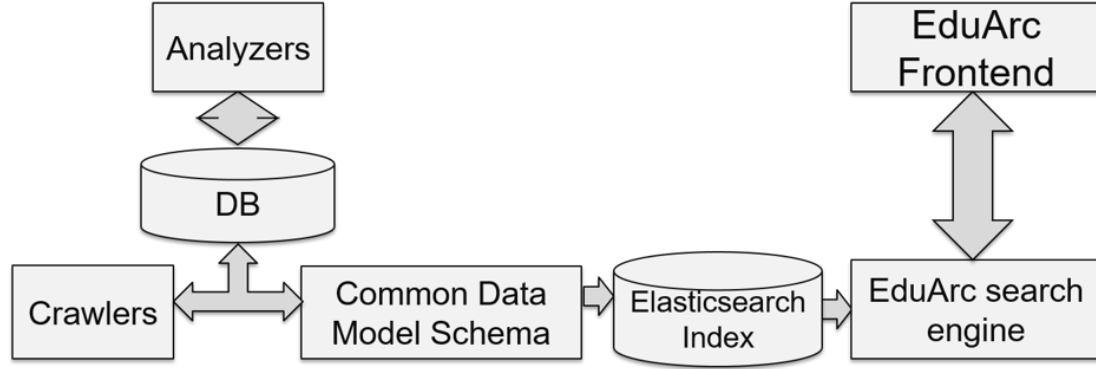 Analyzers
EduArc
Frontend
DB
Crawlers
Common Data
Model Schema
Elasticsearch
Index
EduArc search
engine